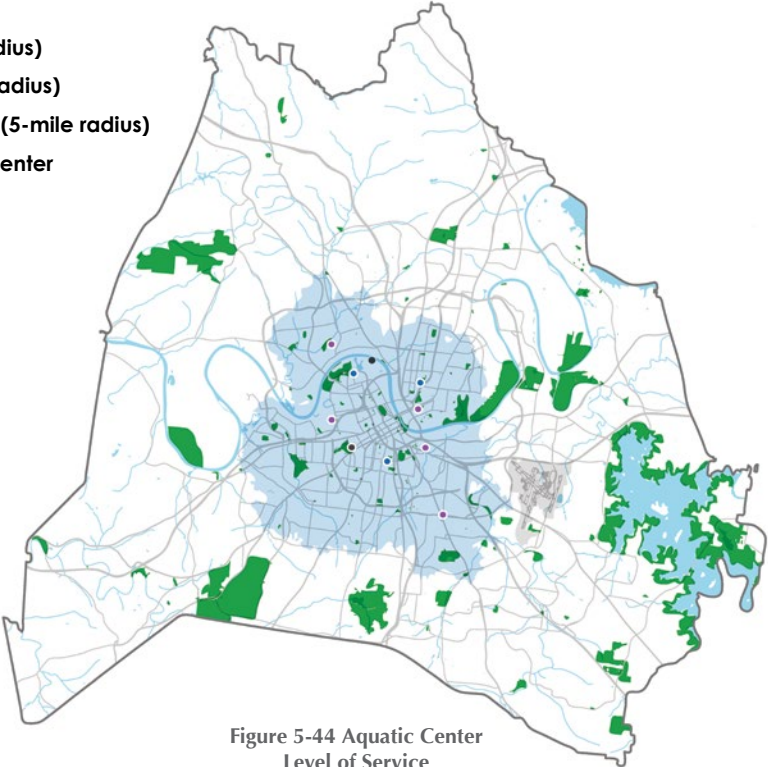 dius)
adius)
(5-mile radius)
enter
Figure 5-44 Aquatic Center
Level of Service